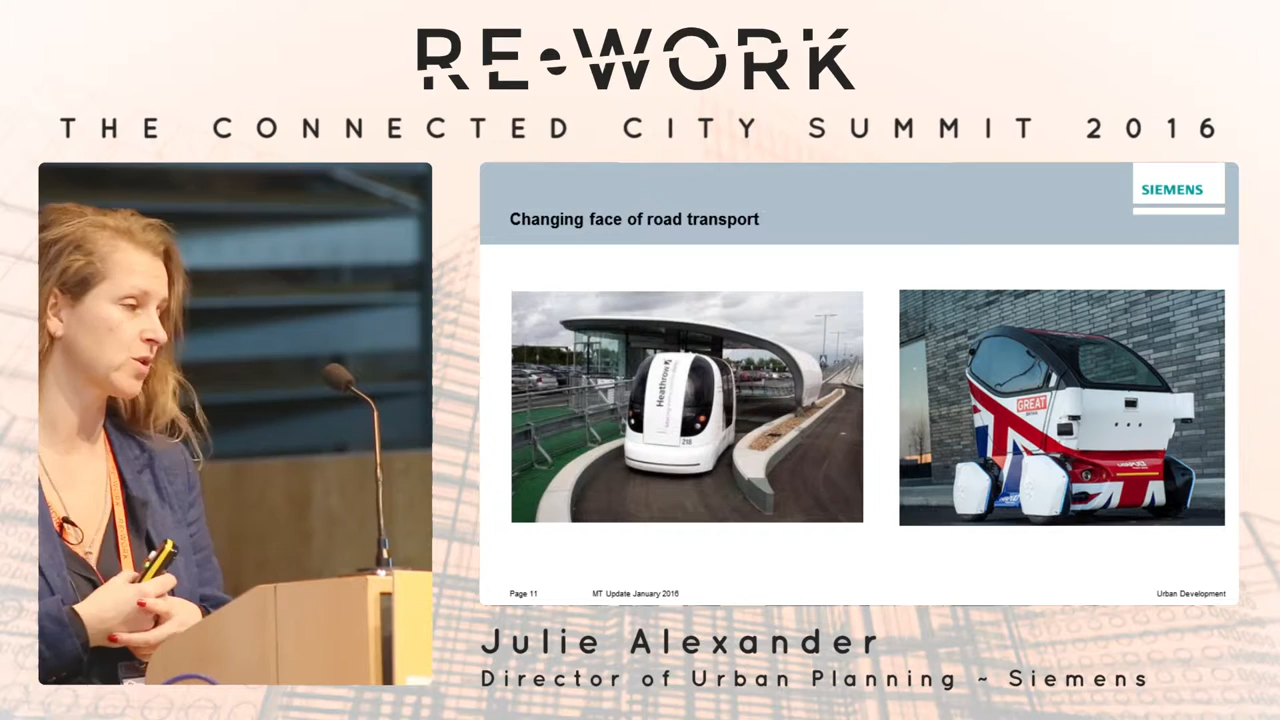 RE•WORK
THE CONNECTED CITY SUMMIT 2016
SIEMENS
Changing face of road transport
Heathrow
218
GREAT
Page 11
MT Update January 2016
Urban Development
Julie Alexander
Director of Urban Planning ~ Siemens